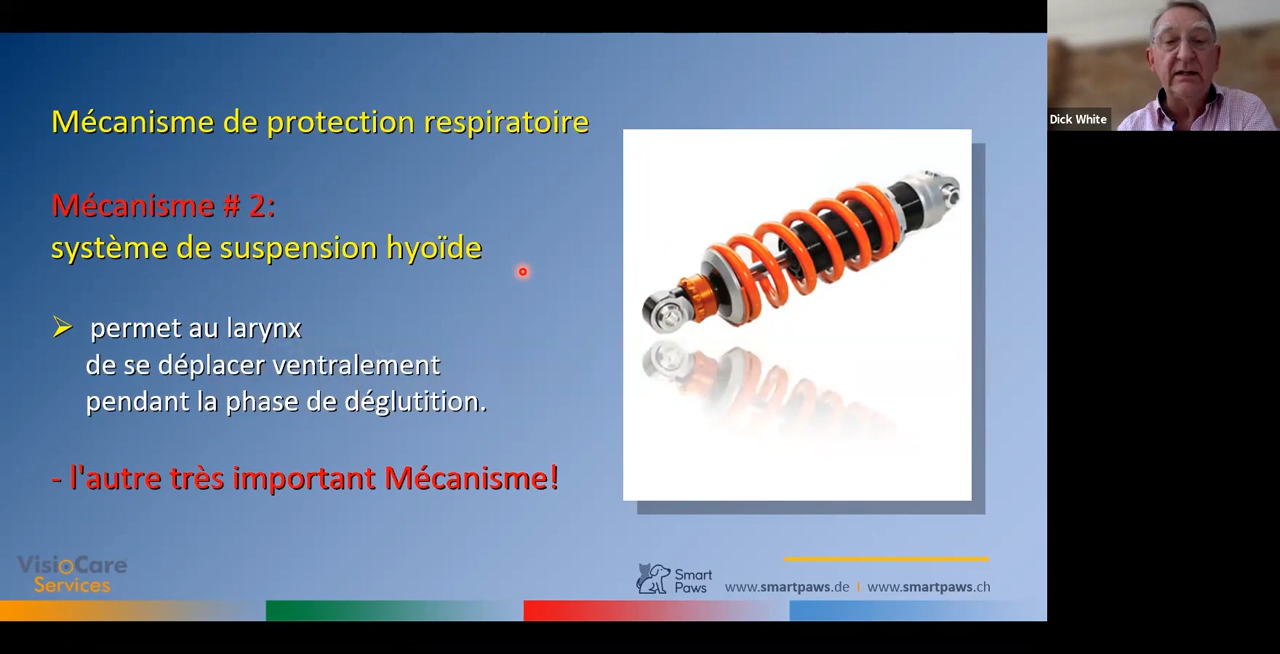 Mécanisme de protection respiratoire
Mécanisme # 2:
système de suspension hyoïde
permet au larynx
de se déplacer ventralement
pendant la phase de déglutition.
- l'autre très important Mécanisme!
VisioCare
Services
Smart
Paws
www.smartpaws.de | www.smartpaws.ch
Dick White